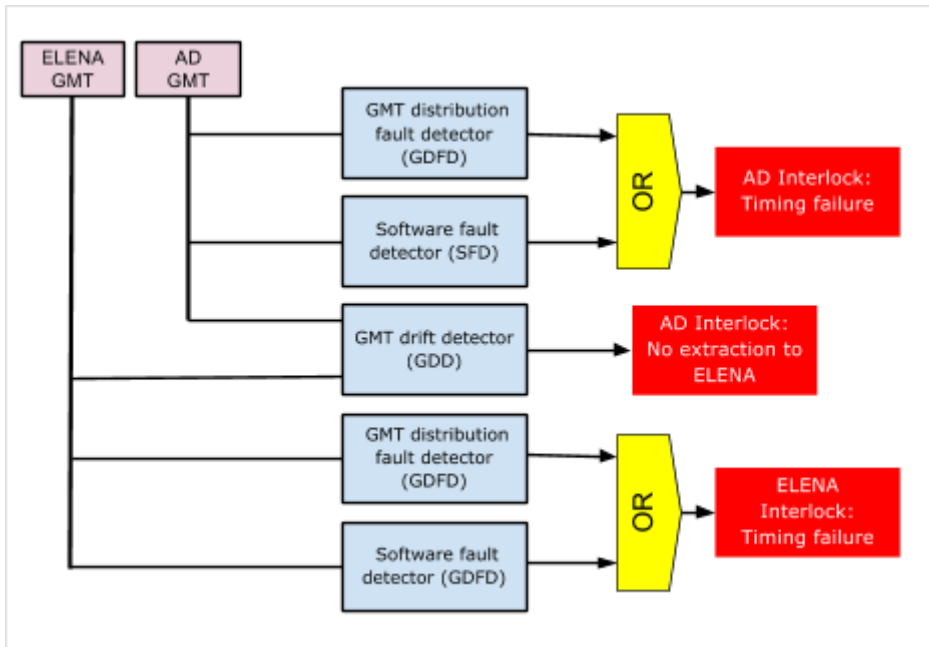 ELENA
GMT
AD
GMT
GMT distribution
fault detector
(GDFD)
OR
AD Interlock:
Timing failure
Software fault
detector (SFD)
GMT drift detector
(GDD)
AD Interlock:
No extraction to
ELENA
GMT distribution
fault detector
(GDFD)
OR
ELENA
Interlock:
Timing failure
Software fault
detector (GDFD)